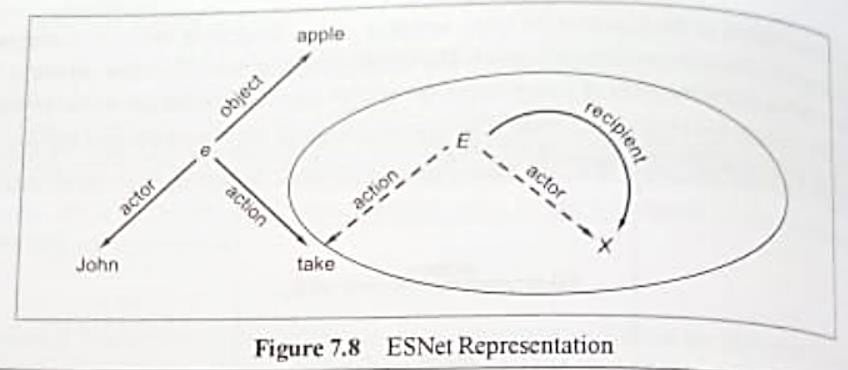 apple
object
e
E
recipient
actor
action
action
actor
John
take
X
Figure 7.8 ESNet Representation